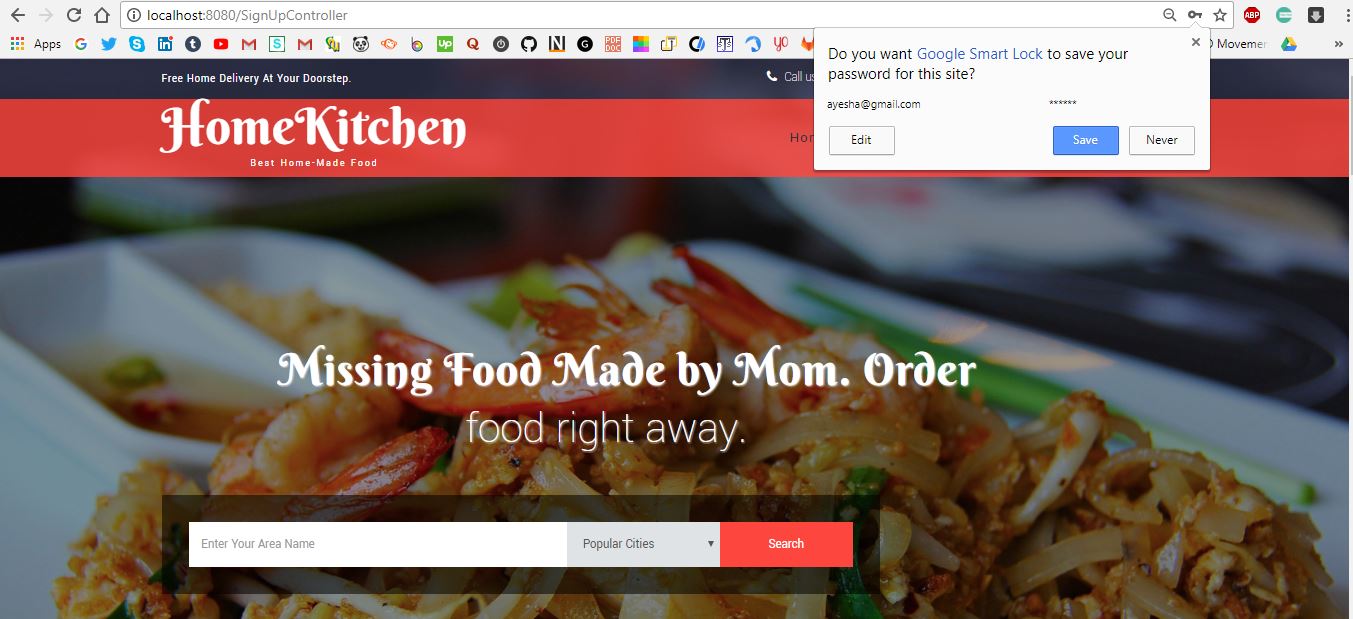 localhost:8080/SignUpController
Apps
Do you want Google Smart Lock to save your
password for this site?
ayesha@gmail.com ******
Edit Save Never
Free Home Delivery At Your Doorstep.
Call us
HomeKitchen
Best Home-Made Food
Missing Food Made by Mom. Order
food right away.
Enter Your Area Name Popular Cities Search